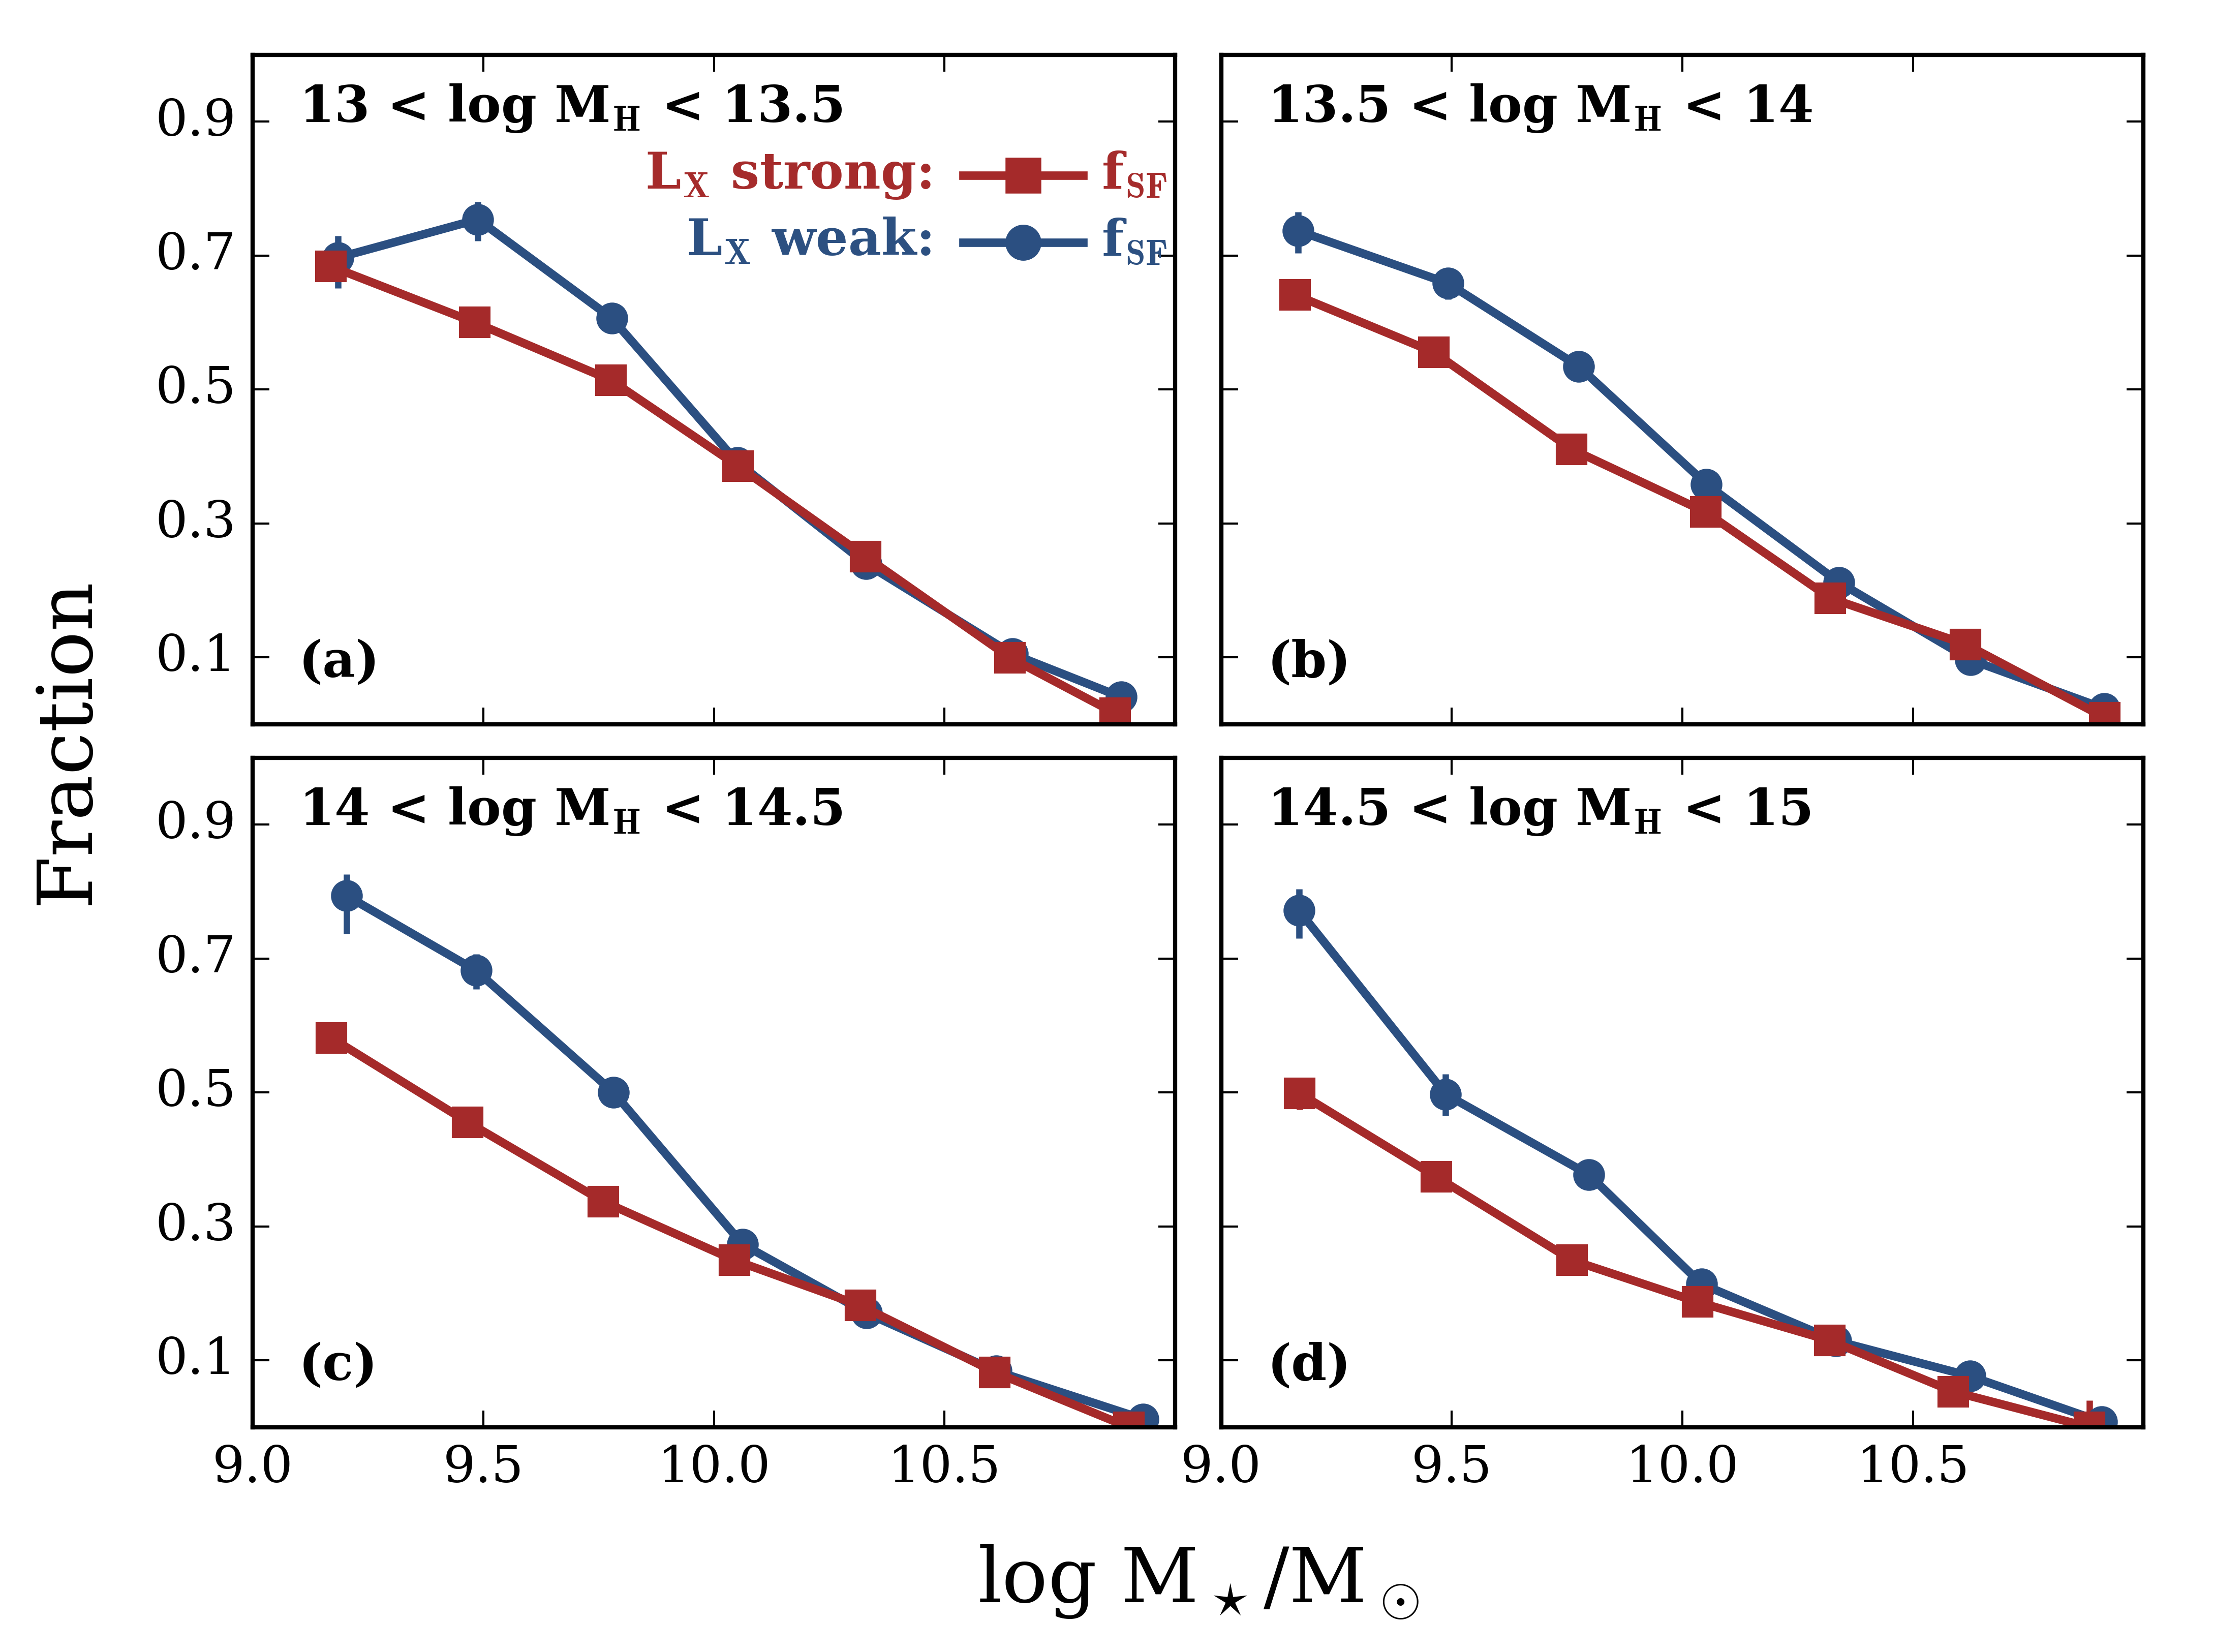 13 < log M_H < 13.5
L_X strong: f_SF
L_X weak: f_SF
(a)
13.5 < log M_H < 14
(b)
0.9
0.7
0.5
0.3
0.1
14 < log M_H < 14.5
(c)
14.5 < log M_H < 15
(d)
0.9
0.7
0.5
0.3
0.1
9.0 9.5 10.0 10.5
9.0 9.5 10.0 10.5
Fraction
log M_⋆/M_⊙